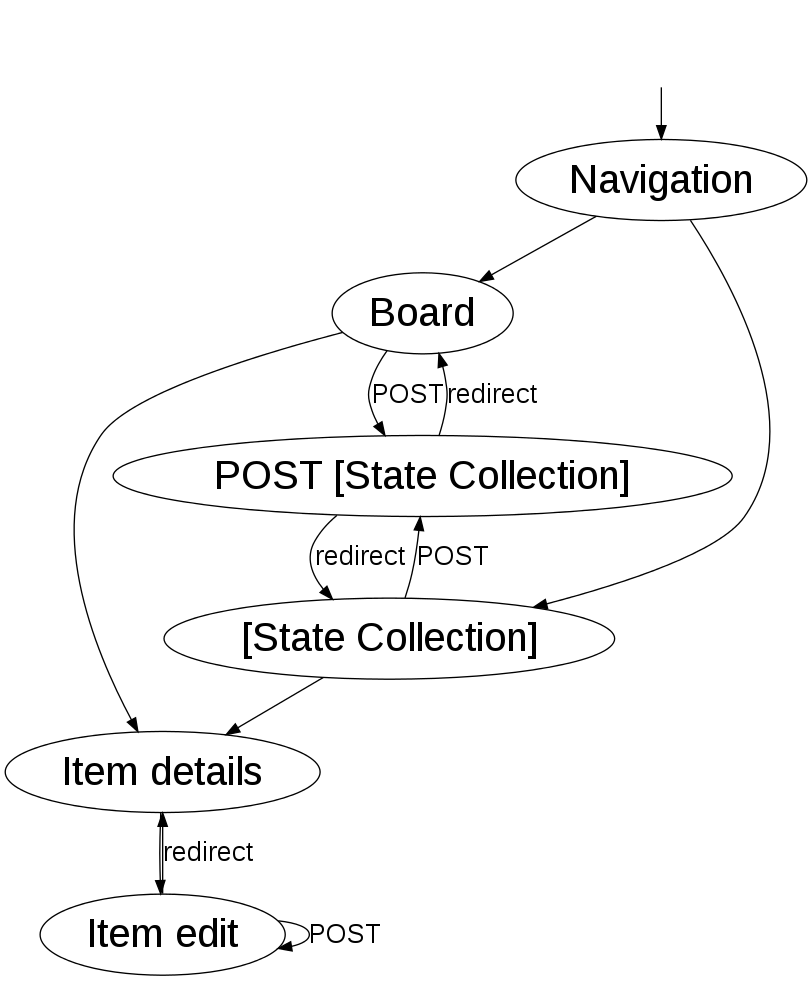 Navigation
Board
POST
redirect
POST [State Collection]
redirect
POST
[State Collection]
Item details
redirect
Item edit
POST